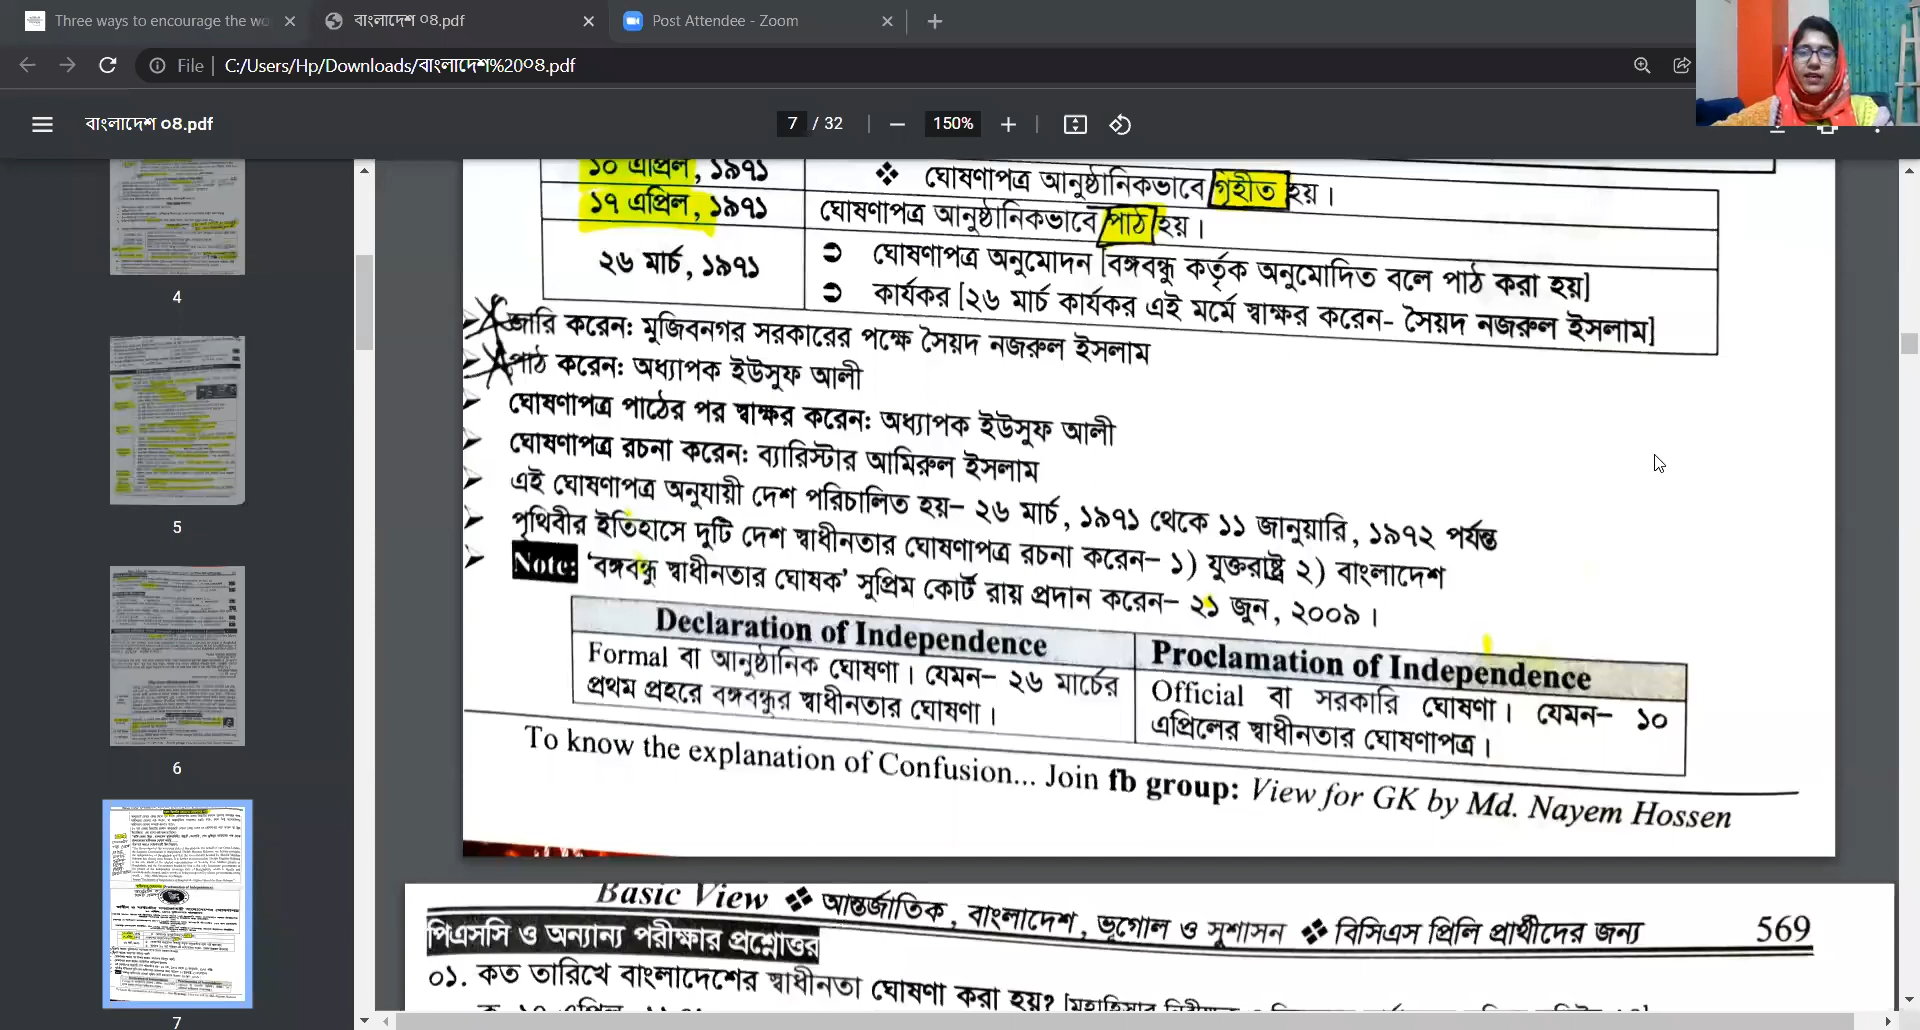 Three ways to encourage the wo
বাংলাদেশ ০৪.pdf
Post Attendee - Zoom
File
C:/Users/Hp/Downloads/বাংলাদেশ%20০8.pdf
বাংলাদেশ ০৪.pdf
7 / 32
150%
4
5
6
7
১০ এপ্রিল, ১৯৭১
❖ ঘোষণাপত্র আনুষ্ঠানিকভাবে গৃহীত হয়।
১৭ এপ্রিল, ১৯৭১
ঘোষণাপত্র আনুষ্ঠানিকভাবে পাঠ হয়।
২৬ মার্চ, ১৯৭১
ঘোষণাপত্র অনুমোদন [বঙ্গবন্ধু কর্তৃক অনুমোদিত বলে পাঠ করা হয়]
কার্যকর [২৬ মার্চ কার্যকর এই মর্মে স্বাক্ষর করেন– সৈয়দ নজরুল ইসলাম]
জারি করেন: মুজিবনগর সরকারের পক্ষে সৈয়দ নজরুল ইসলাম
পাঠ করেন: অধ্যাপক ইউসুফ আলী
ঘোষণাপত্র পাঠের পর স্বাক্ষর করেন: অধ্যাপক ইউসুফ আলী
ঘোষণাপত্র রচনা করেন: ব্যারিস্টার আমিরুল ইসলাম
এই ঘোষণাপত্র অনুযায়ী দেশ পরিচালিত হয়– ২৬ মার্চ, ১৯৭১ থেকে ১১ জানুয়ারি, ১৯৭২ পর্যন্ত
পৃথিবীর ইতিহাসে দুটি দেশ স্বাধীনতার ঘোষণাপত্র রচনা করেন– ১) যুক্তরাষ্ট্র ২) বাংলাদেশ
Note: ‘বঙ্গবন্ধু স্বাধীনতার ঘোষক’ সুপ্রিম কোর্ট রায় প্রদান করেন– ২১ জুন, ২০০৯।
Declaration of Independence
Formal বা আনুষ্ঠানিক ঘোষণা। যেমন– ২৬ মার্চের
প্রথম প্রহরে বঙ্গবন্ধুর স্বাধীনতার ঘোষণা।
Proclamation of Independence
Official বা সরকারি ঘোষণা। যেমন– ১০
এপ্রিলের স্বাধীনতার ঘোষণাপত্র।
To know the explanation of Confusion... Join fb group: View for GK by Md. Nayem Hossen
Basic View ❖ আন্তর্জাতিক, বাংলাদেশ, ভূগোল ও সুশাসন ❖ বিসিএস প্রিলি প্রার্থীদের জন্য 569
পিএসসি ও অন্যান্য পরীক্ষার প্রশ্নোত্তর
০১. কত তারিখে বাংলাদেশের স্বাধীনতা ঘোষণা করা হয়?